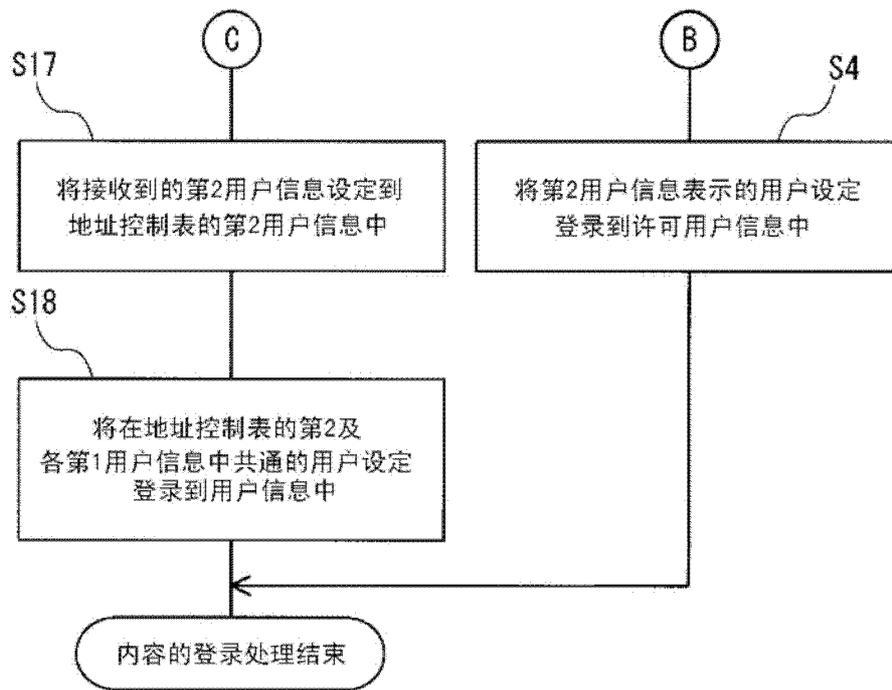 C
B
S17
S4
将接收到的第2用户信息设定到
地址控制表的第2用户信息中
将第2用户信息表示的用户设定
登录到许可用户信息中
S18
将在地址控制表的第2及
各第1用户信息中共通的用户设定
登录到用户信息中
内容的登录处理结束